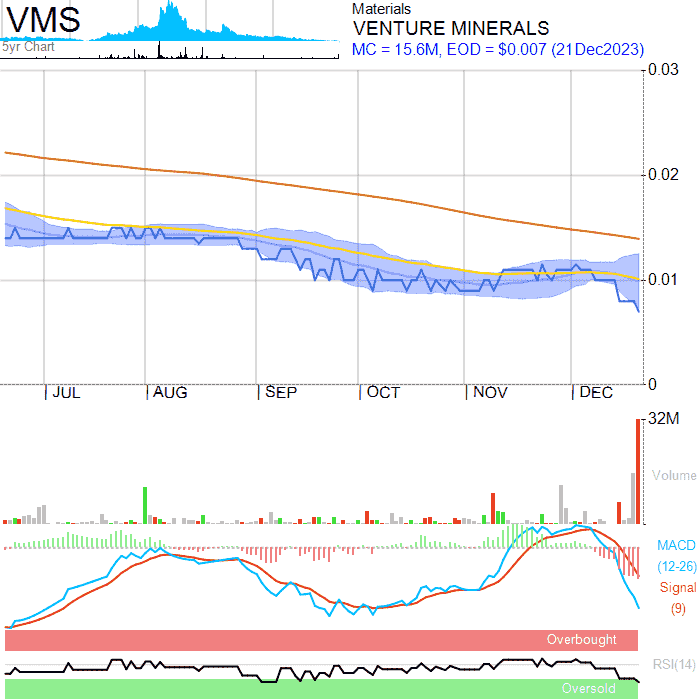 VMS
5yr Chart
Materials
VENTURE MINERALS
MC = 15.6M, EOD = $0.007 (21Dec2023)
0.03
0.02
0.01
0
JUL AUG SEP OCT NOV DEC
32M
Volume
MACD
(12-26)
Signal
(9)
Overbought
RSI(14)
Oversold